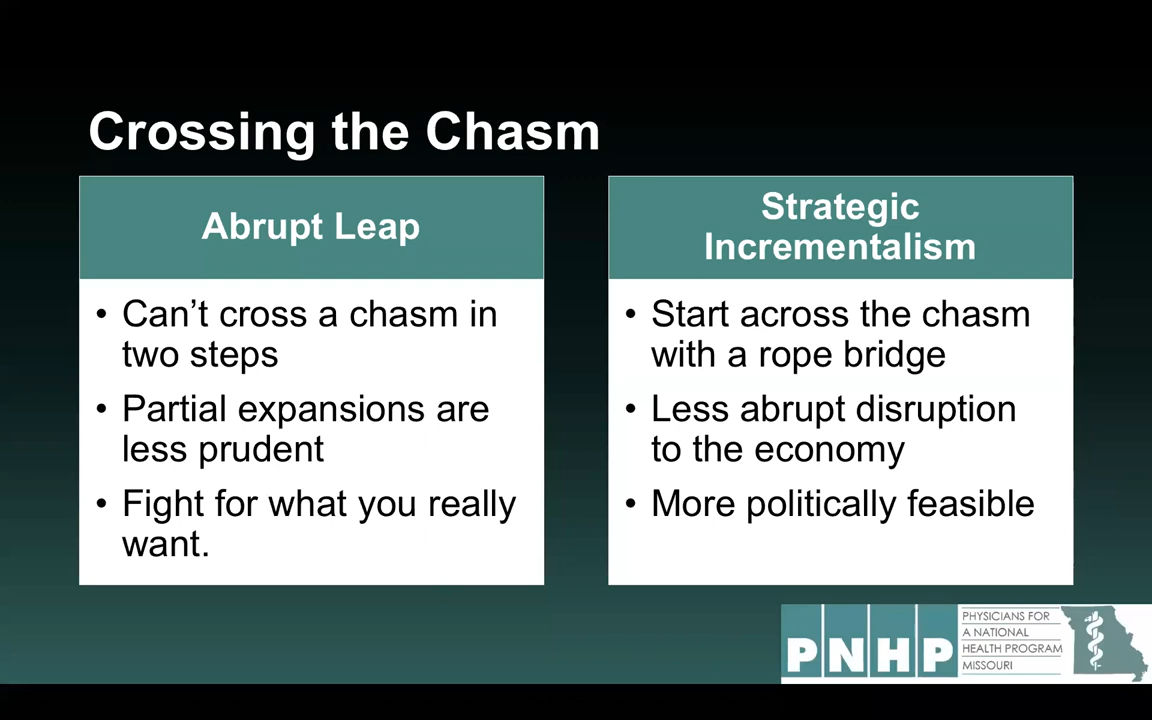 Crossing the Chasm
Abrupt Leap
• Can’t cross a chasm in
two steps
• Partial expansions are
less prudent
• Fight for what you really
want.
Strategic
Incrementalism
• Start across the chasm
with a rope bridge
• Less abrupt disruption
to the economy
• More politically feasible
PNHP
PHYSICIANS FOR
A NATIONAL
HEALTH PROGRAM
MISSOURI